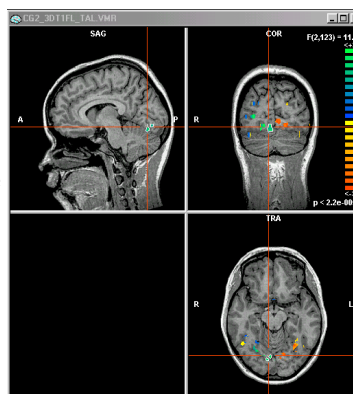 CG2_3DT1FL_TAL.VMR
SAG
COR
F(2,123) = 11.
A
P
R
p < 2.2e-00
TRA
R
L